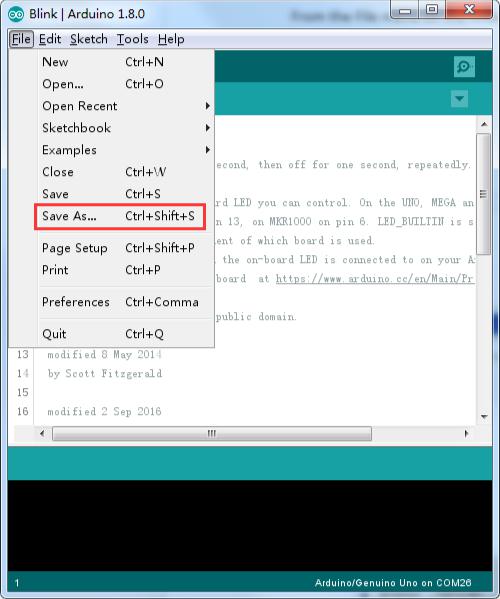 From the File
Blink | Arduino 1.8.0
File Edit Sketch Tools Help
New Ctrl+N
Open... Ctrl+O
Open Recent
Sketchbook
Examples
Close Ctrl+W
Save Ctrl+S
Save As... Ctrl+Shift+S
Page Setup Ctrl+Shift+P
Print Ctrl+P
Preferences Ctrl+Comma
Quit Ctrl+Q
econd, then off for one second, repeatedly.
rd LED you can control. On the UNO, MEGA an
n 13, on MKR1000 on pin 6. LED_BUILTIN is s
ent of which board is used.
the on-board LED is connected to on your A
board at https://www.arduino.cc/en/Main/Pr
public domain.
13 modified 8 May 2014
14 by Scott Fitzgerald
15
16 modified 2 Sep 2016
1 Arduino/Genuino Uno on COM26